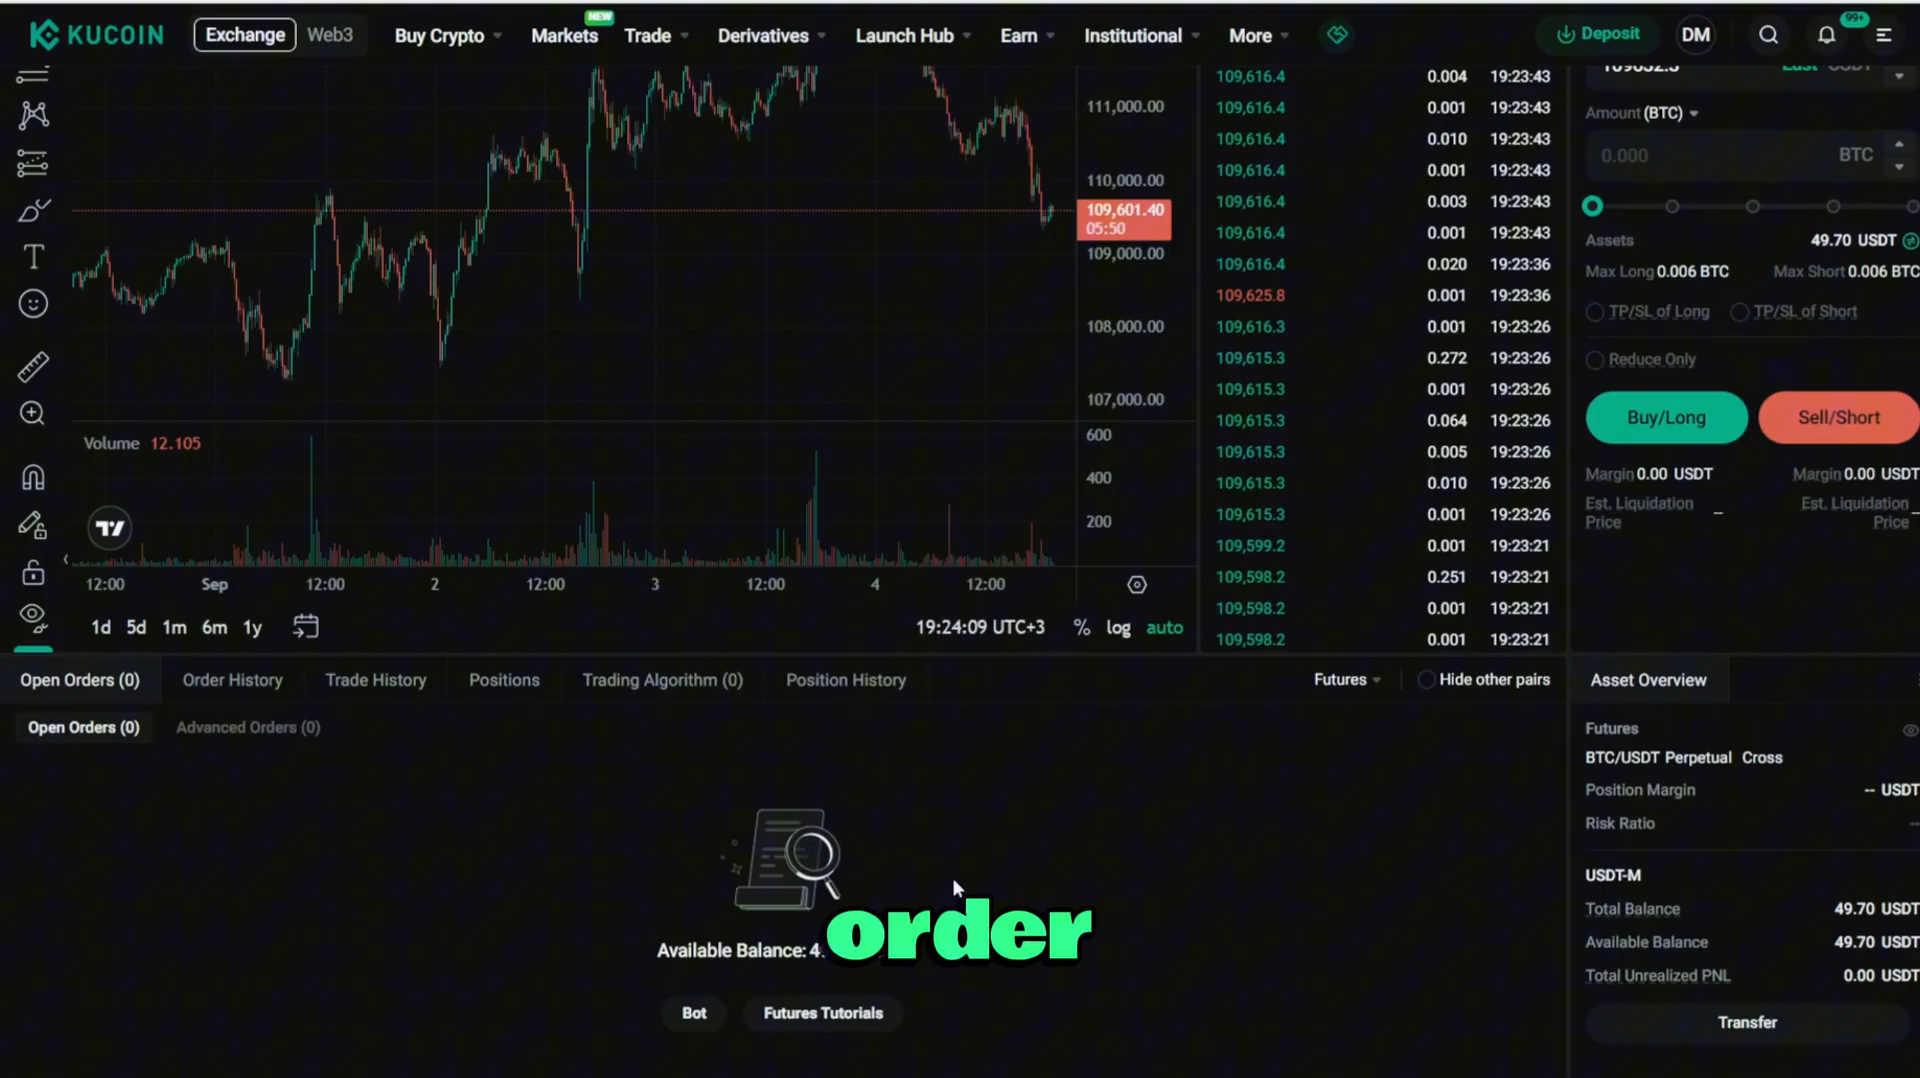 KUCOIN
Exchange
Web3
Buy Crypto
Markets
NEW
Trade
Derivatives
Launch Hub
Earn
Institutional
More
Deposit
DM
99+
111,000.00
110,000.00
109,601.40
05:50
109,000.00
108,000.00
107,000.00
Volume 12.105
600
400
200
12:00
Sep
12:00
2
12:00
3
12:00
4
12:00
1d 5d 1m 6m 1y
19:24:09 UTC+3
% log auto
109,616.4 0.004 19:23:43
109,616.4 0.001 19:23:43
109,616.4 0.010 19:23:43
109,616.4 0.001 19:23:43
109,616.4 0.003 19:23:43
109,616.4 0.001 19:23:43
109,616.4 0.020 19:23:36
109,625.8 0.001 19:23:36
109,616.3 0.001 19:23:26
109,615.3 0.272 19:23:26
109,615.3 0.001 19:23:26
109,615.3 0.064 19:23:26
109,615.3 0.005 19:23:26
109,615.3 0.010 19:23:26
109,615.3 0.001 19:23:26
109,599.2 0.001 19:23:21
109,598.2 0.251 19:23:21
109,598.2 0.001 19:23:21
109,598.2 0.001 19:23:21
Last USDT
Amount (BTC)
0.000 BTC
Assets 49.70 USDT
Max Long 0.006 BTC Max Short 0.006 BTC
TP/SL of Long TP/SL of Short
Reduce Only
Buy/Long Sell/Short
Margin 0.00 USDT
Margin 0.00 USDT
Est. Liquidation
Price --
Est. Liquidation
Price
Open Orders (0)
Order History
Trade History
Positions
Trading Algorithm (0)
Position History
Futures
Hide other pairs
Open Orders (0)
Advanced Orders (0)
Available Balance: 4
order
Bot
Futures Tutorials
Asset Overview
Futures
BTC/USDT Perpetual Cross
Position Margin -- USDT
Risk Ratio --
USDT-M
Total Balance 49.70 USDT
Available Balance 49.70 USDT
Total Unrealized PNL 0.00 USDT
Transfer